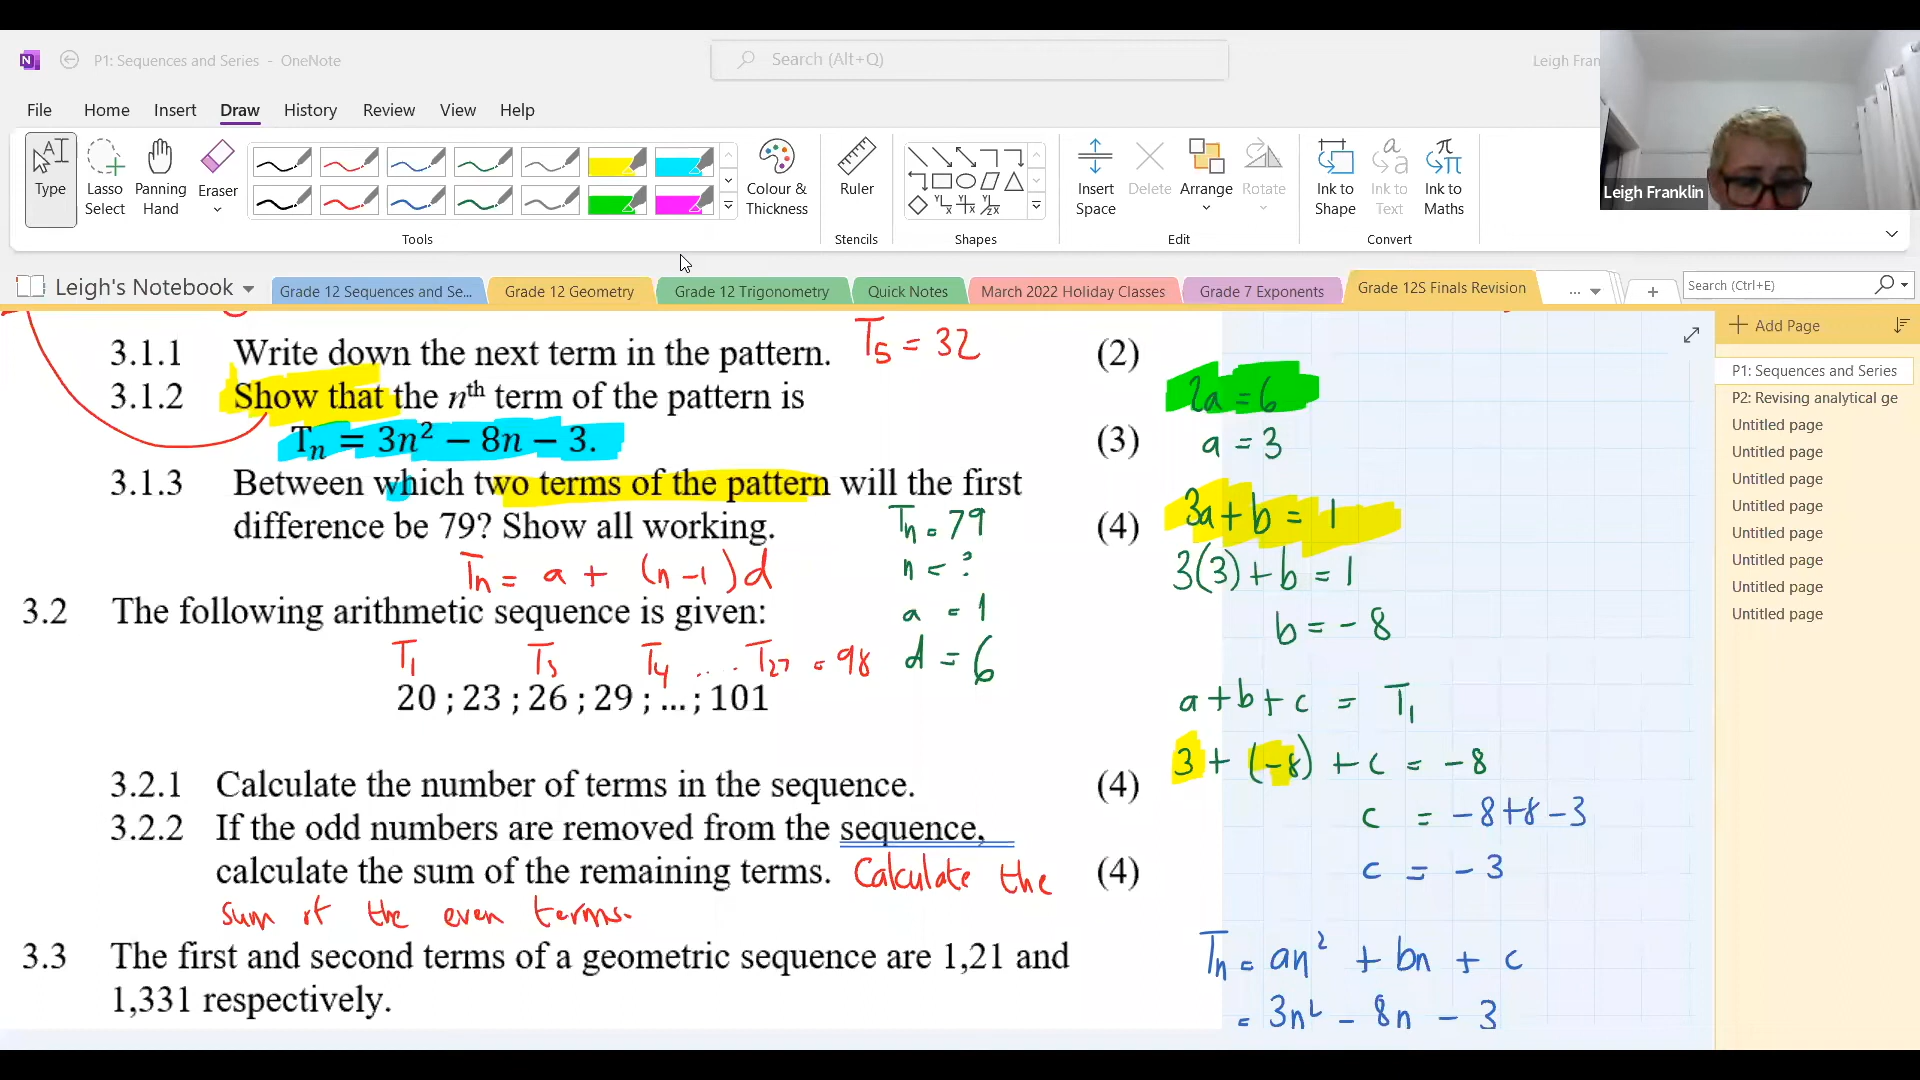 P1: Sequences and Series - OneNote
Search (Alt+Q)
Leigh Fran
File Home Insert Draw History Review View Help
Type
Lasso Select
Panning Hand
Eraser
Colour & Thickness
Ruler
Insert Space
Delete
Arrange
Rotate
Ink to Shape
Ink to Text
Ink to Maths
Leigh Franklin
Tools Stencils Shapes Edit Convert
Leigh's Notebook
Grade 12 Sequences and Se...
Grade 12 Geometry
Grade 12 Trigonometry
Quick Notes
March 2022 Holiday Classes
Grade 7 Exponents
Grade 12S Finals Revision
...
Search (Ctrl+E)
Add Page
P1: Sequences and Series
P2: Revising analytical ge
Untitled page
Untitled page
Untitled page
Untitled page
Untitled page
Untitled page
Untitled page
Untitled page
3.1.1 Write down the next term in the pattern. T₅ = 32 (2)
3.1.2 Show that the nᵗʰ term of the pattern is
Tₙ = 3n² − 8n − 3. (3)
3.1.3 Between which two terms of the pattern will the first
difference be 79? Show all working. (4)
Tn = 79
n = ?
a = 1
d = 6
Tn = a + (n-1)d
3.2 The following arithmetic sequence is given:
T₁ T₃ T₄ ... T₂₇ = 98
20 ; 23 ; 26 ; 29 ; ... ; 101
3.2.1 Calculate the number of terms in the sequence. (4)
3.2.2 If the odd numbers are removed from the sequence,
calculate the sum of the remaining terms. (4)
Calculate the
sum of the even terms.
3.3 The first and second terms of a geometric sequence are 1,21 and
1,331 respectively.
2a = 6
a = 3
3a + b = 1
3(3) + b = 1
b = -8
a + b + c = T₁
3 + (-8) + c = -8
c = -8+8-3
c = -3
Tn = an² + bn + c
= 3n² - 8n - 3